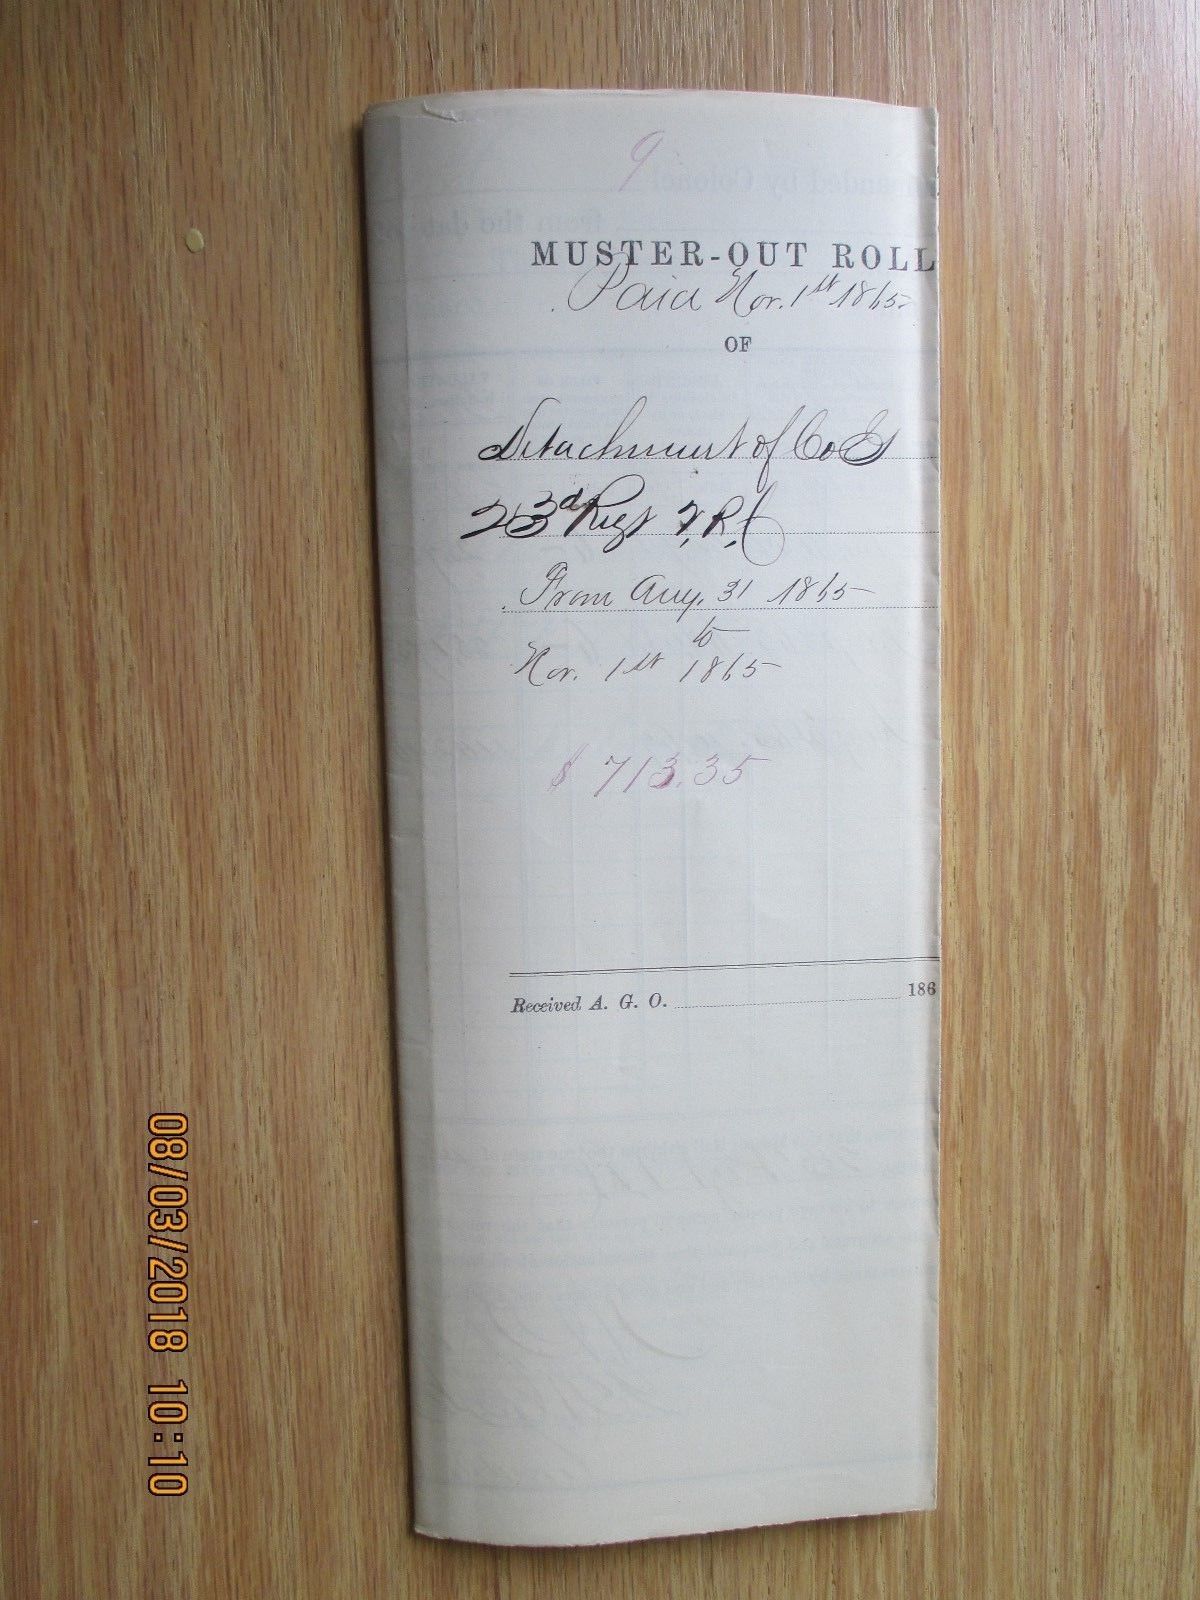 9
MUSTER-OUT ROLL
Paid Nov. 1st 1865
OF
Detachment of Co
23d Regt V.R.C
From Aug. 31 1865
to
Nov. 1st 1865
$ 713.35
Received A. G. O. 186
08/03/2018 10:10